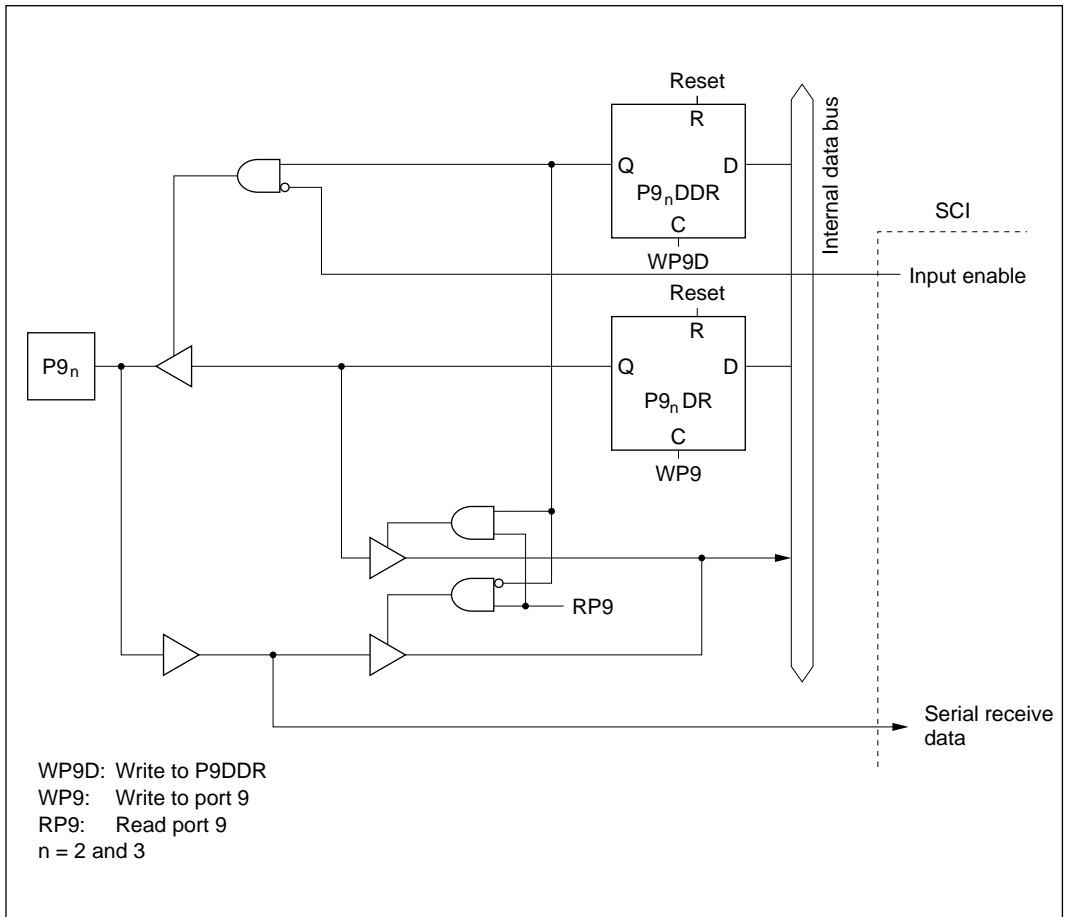 Reset
R
Q
D
P9nDDR
C
WP9D
Internal data bus
SCI
Input enable
Reset
R
P9n
Q
D
P9nDR
C
WP9
RP9
Serial receive
data
WP9D: Write to P9DDR
WP9: Write to port 9
RP9: Read port 9
n = 2 and 3